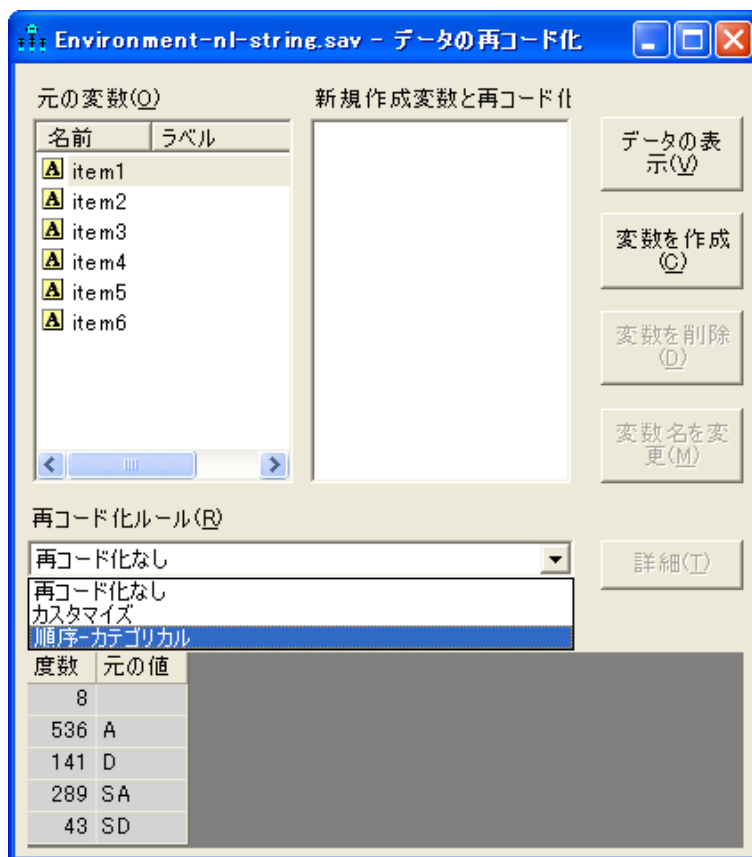 Environment-nl-string.sav - データの再コード化
元の変数(O)
新規作成変数と再コード化
名前 ラベル
item1
item2
item3
item4
item5
item6
データの表
示(V)
変数を作成
(C)
変数を削除
(D)
変数名を変
更(M)
再コード化ルール(R)
再コード化なし
詳細(T)
再コード化なし
カスタマイズ
順序-カテゴリカル
度数 元の値
8
536 A
141 D
289 SA
43 SD